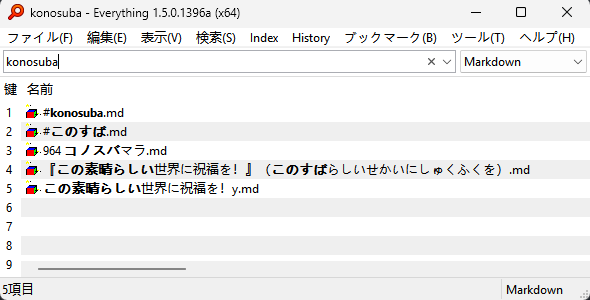 konosuba - Everything 1.5.0.1396a (x64)
ファイル(F) 編集(E) 表示(V) 検索(S) Index History ブックマーク(B) ツール(T) ヘルプ(H)
konosuba Markdown
鍵 名前
1 #konosuba.md
2 #このすば.md
3 964 コノスバマラ.md
4 『この素晴らしい世界に祝福を！』（このすばらしいせかいにしゅくふくを）.md
5 この素晴らしい世界に祝福を！y.md
6
7
8
9
5項目 Markdown